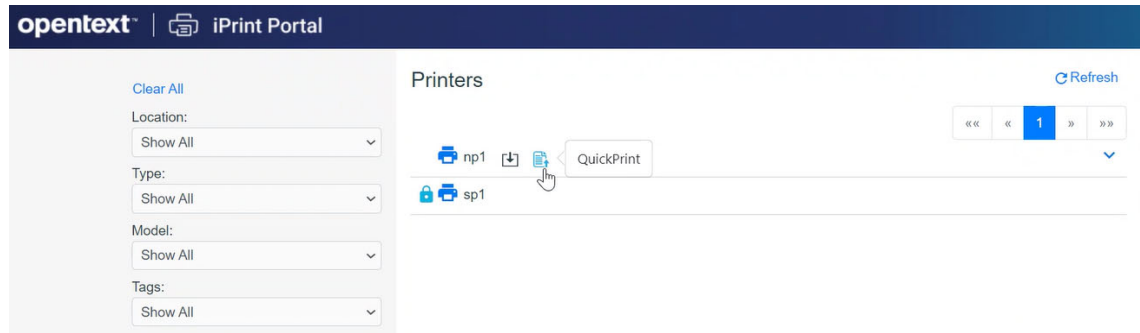 opentext™ | iPrint Portal
Clear All
Location:
Show All
Type:
Show All
Model:
Show All
Tags:
Show All
Printers
Refresh
«« « 1 » »»
np1 QuickPrint
sp1